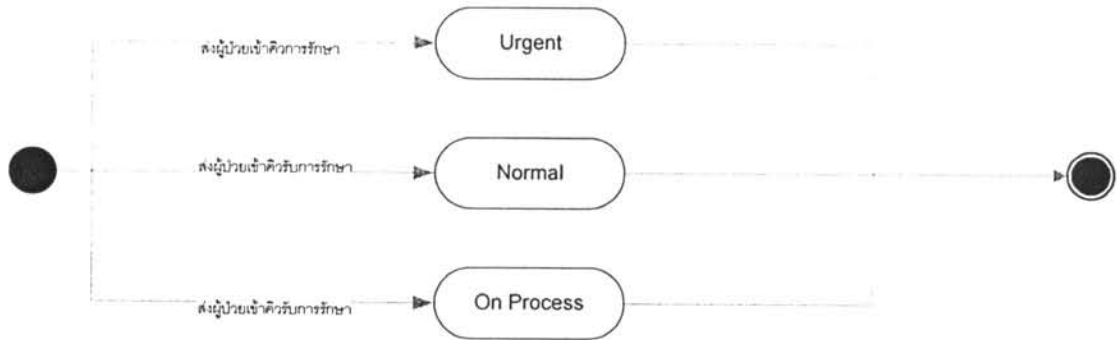 ส่งผู้ป่วยเข้าคิวการรักษา
Urgent
ส่งผู้ป่วยเข้าคิวรับการรักษา
Normal
ส่งผู้ป่วยเข้าคิวรับการรักษา
On Process